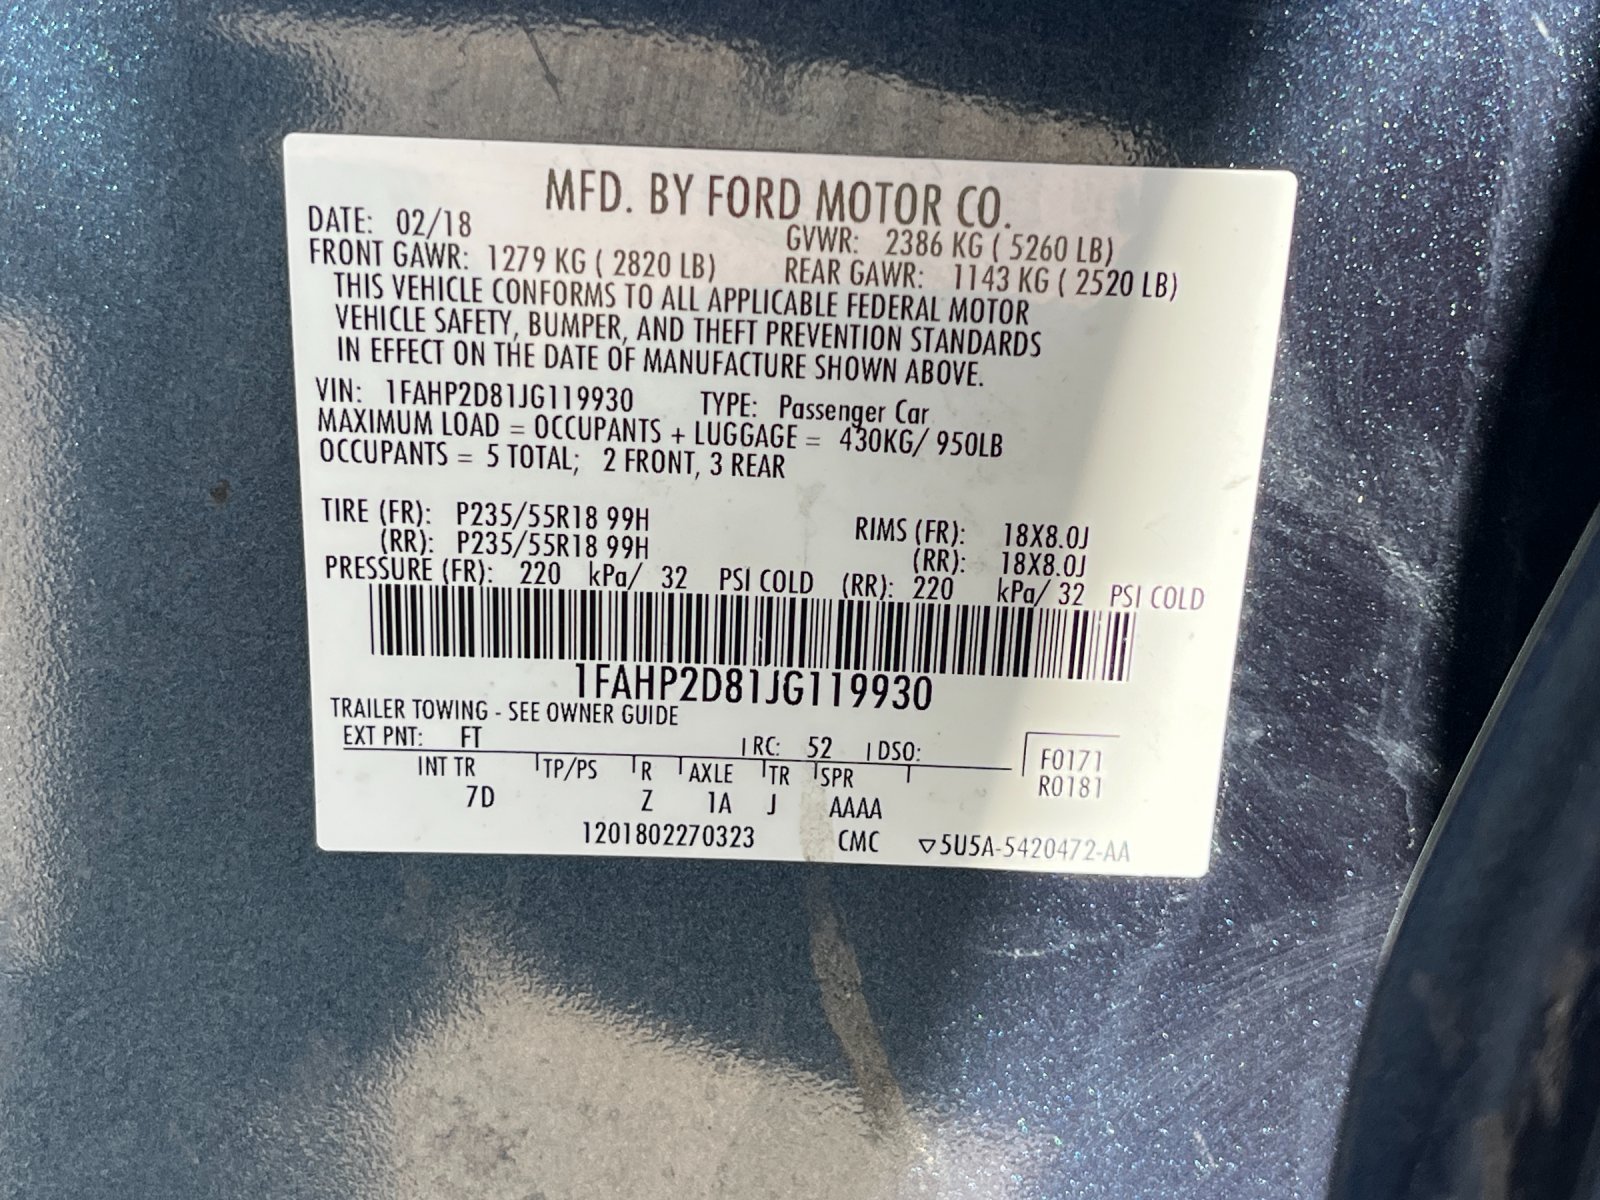 MFD. BY FORD MOTOR CO.
DATE: 02/18 GVWR: 2386 KG ( 5260 LB)
FRONT GAWR: 1279 KG ( 2820 LB) REAR GAWR: 1143 KG ( 2520 LB)
THIS VEHICLE CONFORMS TO ALL APPLICABLE FEDERAL MOTOR
VEHICLE SAFETY, BUMPER, AND THEFT PREVENTION STANDARDS
IN EFFECT ON THE DATE OF MANUFACTURE SHOWN ABOVE.
VIN: 1FAHP2D81JG119930 TYPE: Passenger Car
MAXIMUM LOAD = OCCUPANTS + LUGGAGE = 430KG/ 950LB
OCCUPANTS = 5 TOTAL; 2 FRONT, 3 REAR
TIRE (FR): P235/55R18 99H RIMS (FR): 18X8.0J
(RR): P235/55R18 99H (RR): 18X8.0J
PRESSURE (FR): 220 kPa/ 32 PSI COLD (RR): 220 kPa/ 32 PSI COLD
1FAHP2D81JG119930
TRAILER TOWING - SEE OWNER GUIDE
EXT PNT: FT RC: 52 DSO: F0171
INT TR TP/PS R AXLE TR SPR R0181
7D Z 1A J AAAA
1201802270323 CMC ▽5U5A-5420472-AA